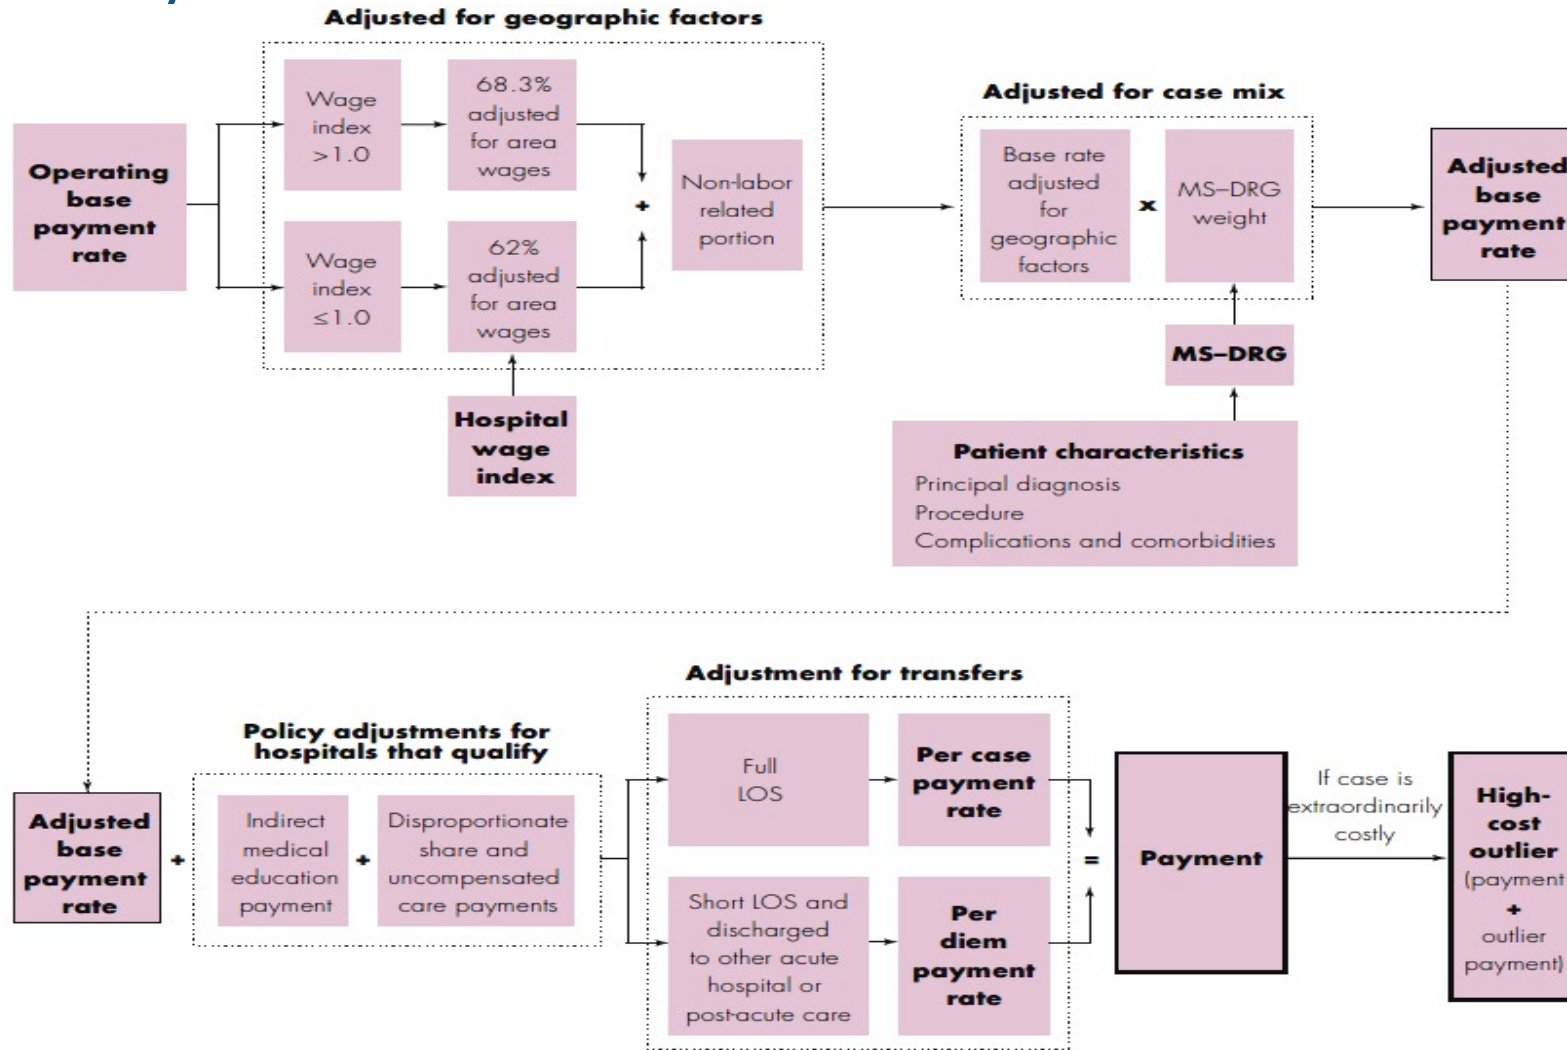 Adjusted for geographic factors
Operating
base
payment
rate
Wage
index
>1.0
68.3%
adjusted
for area
wages
Wage
index
≤1.0
62%
adjusted
for area
wages
+
Non-labor
related
portion
Hospital
wage
index
Adjusted for case mix
Base rate
adjusted
for
geographic
factors
x
MS–DRG
weight
MS–DRG
Patient characteristics
Principal diagnosis
Procedure
Complications and comorbidities
Adjusted
base
payment
rate
Adjusted
base
payment
rate
+
Policy adjustments for
hospitals that qualify
Indirect
medical
education
payment
+
Disproportionate
share and
uncompensated
care payments
Adjustment for transfers
Full
LOS
Per case
payment
rate
Short LOS and
discharged
to other acute
hospital or
post-acute care
Per
diem
payment
rate
=
Payment
If case is
extraordinarily
costly
High-
cost
outlier
(payment
+
outlier
payment)